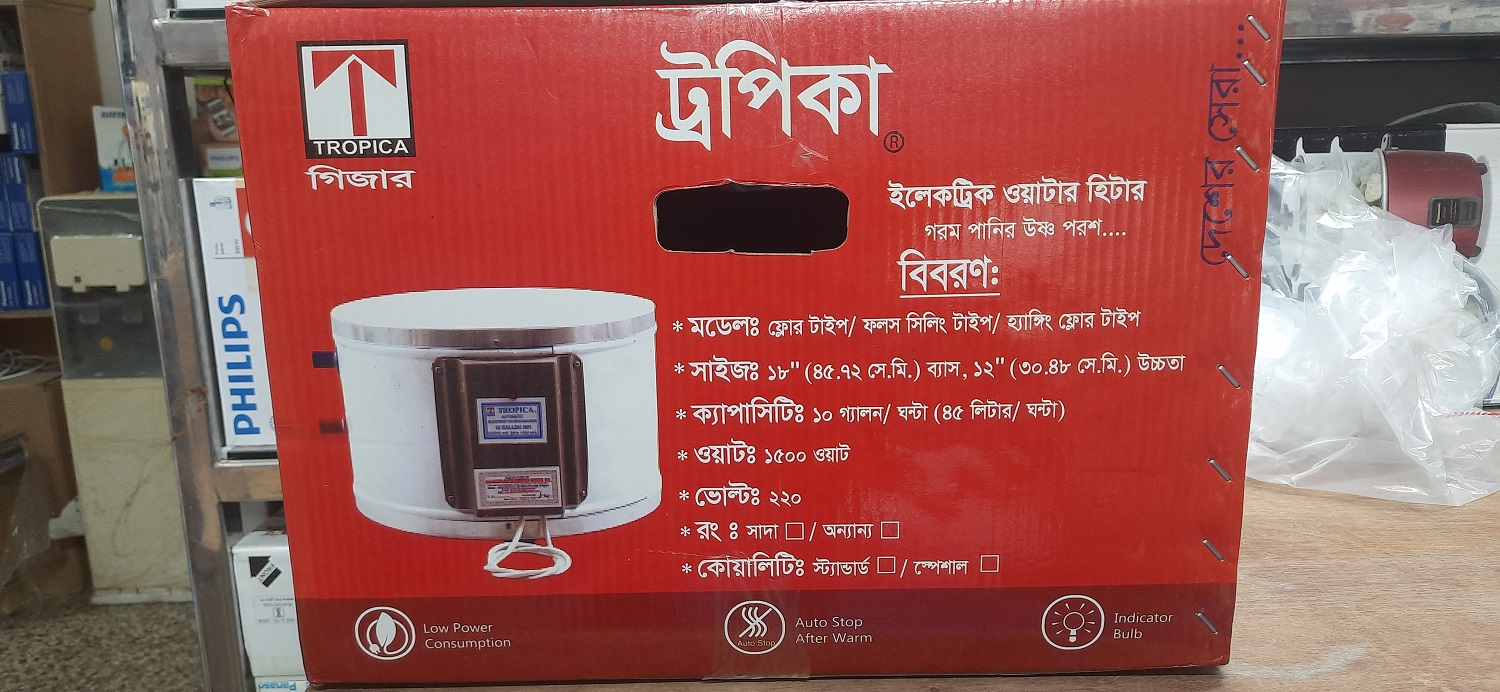 TROPICA
গিজার
ট্রপিকা
®
দেশের সেরা...
ইলেকট্রিক ওয়াটার হিটার
গরম পানির উষ্ণ পরশ....
বিবরণঃ
* মডেলঃ ফ্লোর টাইপ/ ফলস সিলিং টাইপ/ হ্যাঙ্গিং ফ্লোর টাইপ
* সাইজঃ ১৮" (৪৫.৭২ সে.মি.) ব্যাস, ১২" (৩০.৪৮ সে.মি.) উচ্চতা
* ক্যাপাসিটিঃ ১০ গ্যালন/ ঘন্টা (৪৫ লিটার/ ঘন্টা)
* ওয়াটঃ ১৫০০ ওয়াট
* ভোল্টঃ ২২০
* রং ঃ সাদা □ / অন্যান্য □
* কোয়ালিটিঃ স্ট্যান্ডার্ড □ / স্পেশাল □
TROPICA
Low Power
Consumption
Auto Stop
Auto Stop
After Warm
Indicator
Bulb
PHILIPS
FRONT